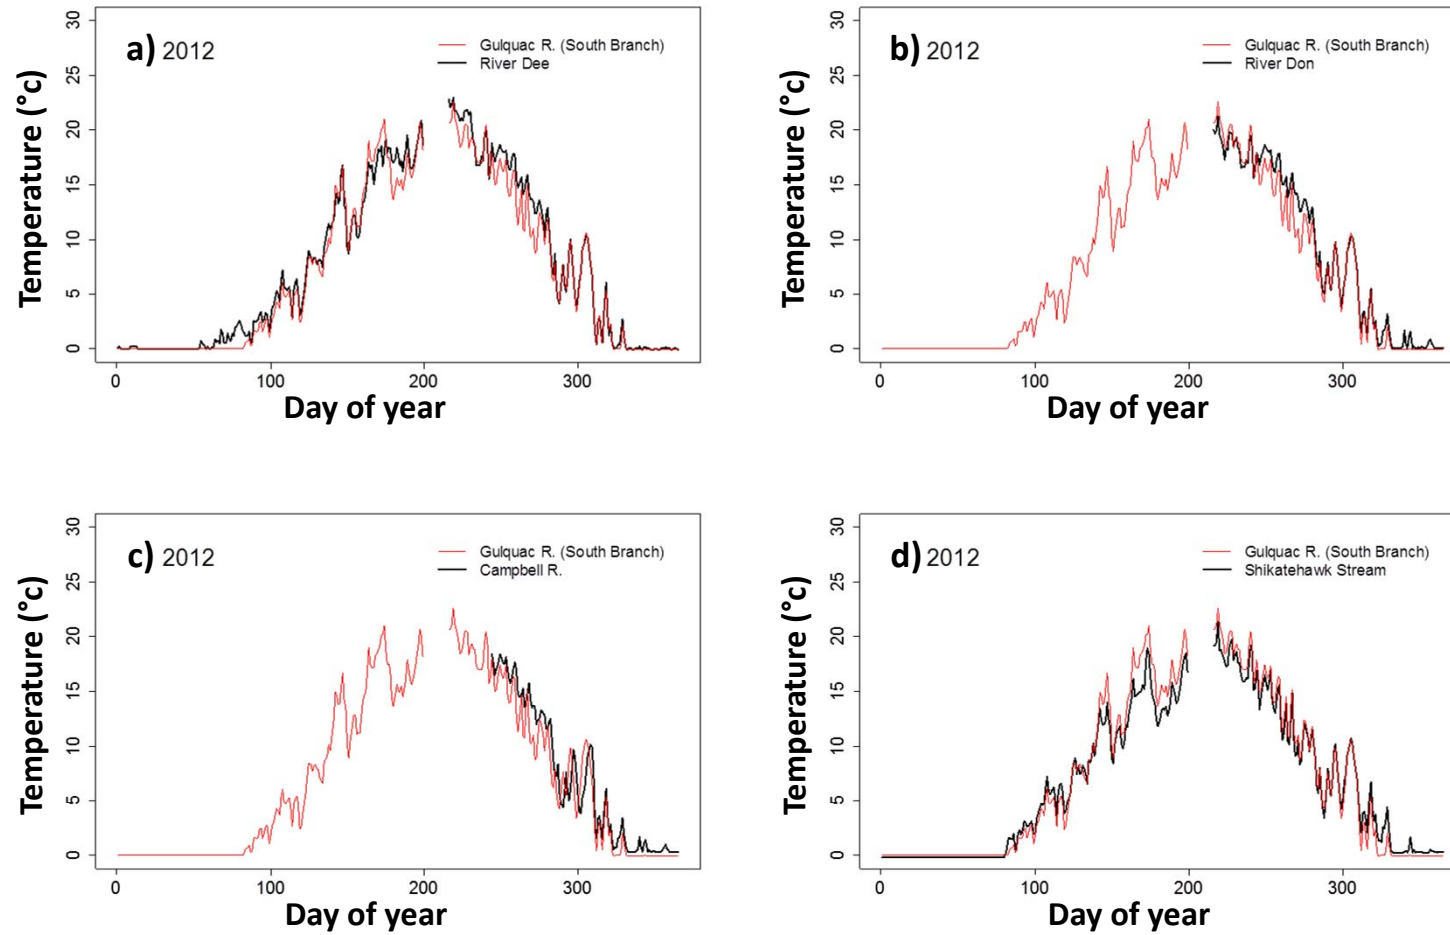 a) 2012
Gulquac R. (South Branch)
River Dee
Temperature (°c)
30
25
20
15
10
5
0
0 100 200 300
Day of year
b) 2012
Gulquac R. (South Branch)
River Don
Temperature (°c)
30
25
20
15
10
5
0
0 100 200 300
Day of year
c) 2012
Gulquac R. (South Branch)
Campbell R.
Temperature (°c)
30
25
20
15
10
5
0
0 100 200 300
Day of year
d) 2012
Gulquac R. (South Branch)
Shikatehawk Stream
Temperature (°c)
30
25
20
15
10
5
0
0 100 200 300
Day of year